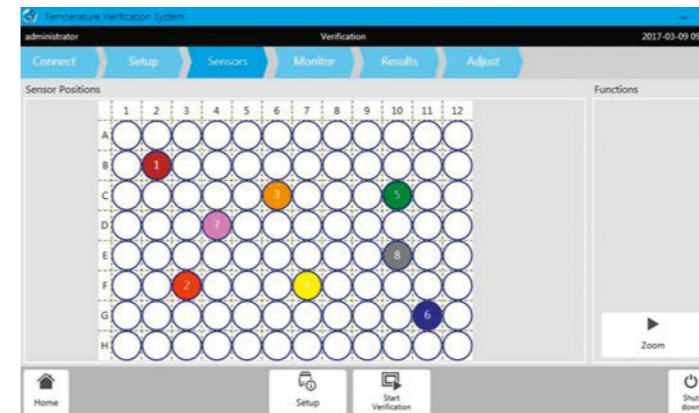 Temperature Verification System
administrator Verification 2017-03-09 09
Connect Setup Sensors Monitor Results Adjust
Sensor Positions Functions
1 2 3 4 5 6 7 8 9 10 11 12
A
B 1
C 3 5
D 7
E 8
F 2 4
G 6
H
Zoom
Home Setup Start Verification Shut down